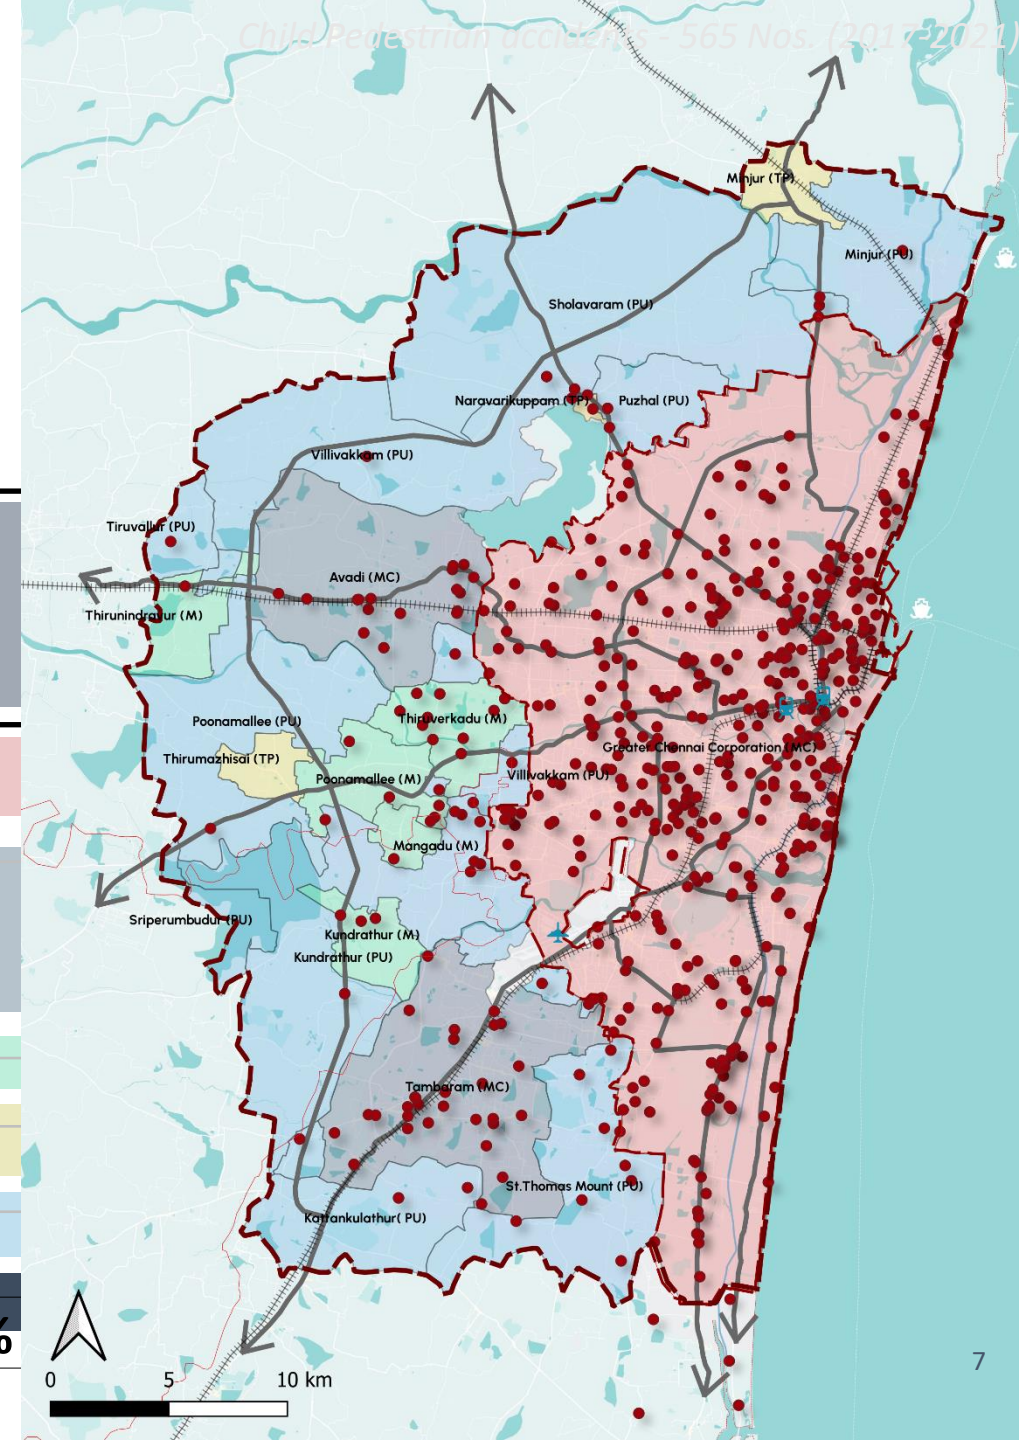 Child Pedestrian accidents - 565 Nos. (2017-2021)
Minjur (TP)
Minjur (PU)
Sholavaram (PU)
Naravarikuppam (TP)
Puzhal (PU)
Villivakkam (PU)
Tiruvallur (PU)
Avadi (MC)
Thirunindravur (M)
Poonamallee (PU)
Thiruverkadu (M)
Thirumazhisai (TP)
Greater Chennai Corporation (MC)
Poonamallee (M)
Villivakkam (PU)
Mangadu (M)
Sriperumbudur (PU)
Kundrathur (M)
Kundrathur (PU)
Tambaram (MC)
St.Thomas Mount (PU)
Kattankulathur( PU)
%
7
0 5 10 km